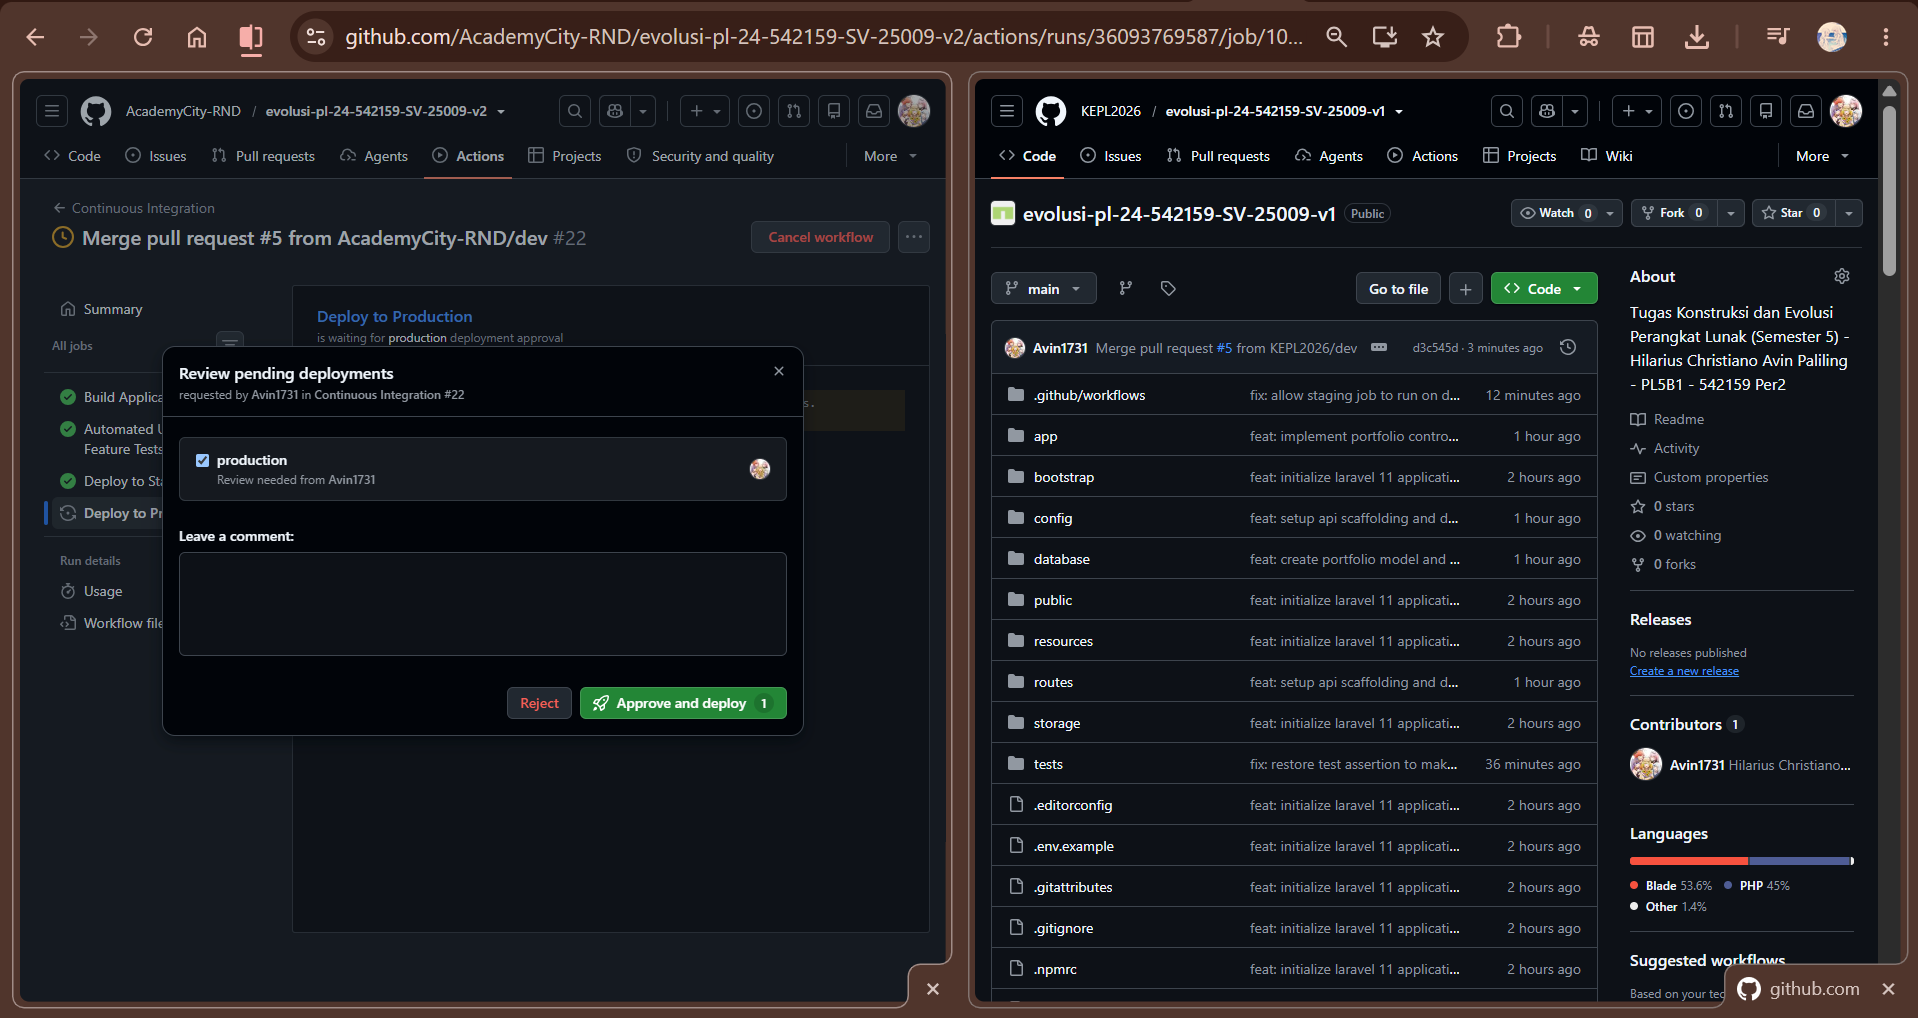 github.com/AcademyCity-RND/evolusi-pl-24-542159-SV-25009-v2/actions/runs/36093769587/job/10...
AcademyCity-RND / evolusi-pl-24-542159-SV-25009-v2
Code
Issues
Pull requests
Agents
Actions
Projects
Security and quality
More
Continuous Integration
Merge pull request #5 from AcademyCity-RND/dev #22
Cancel workflow
Summary
All jobs
Build Applica
Automated U
Feature Tests
Deploy to Sta
Deploy to Pr
Run details
Usage
Workflow file
Deploy to Production
is waiting for production deployment approval
s.
Review pending deployments
requested by Avin1731 in Continuous Integration #22
production
Review needed from Avin1731
Leave a comment:
Reject
Approve and deploy 1
KEPL2026 / evolusi-pl-24-542159-SV-25009-v1
Code
Issues
Pull requests
Agents
Actions
Projects
Wiki
More
evolusi-pl-24-542159-SV-25009-v1 Public
Watch 0
Fork 0
Star 0
main
Go to file
Code
Avin1731 Merge pull request #5 from KEPL2026/dev d3c545d · 3 minutes ago
.github/workflows fix: allow staging job to run on d... 12 minutes ago
app feat: implement portfolio contro... 1 hour ago
bootstrap feat: initialize laravel 11 applicati... 2 hours ago
config feat: setup api scaffolding and d... 1 hour ago
database feat: create portfolio model and ... 1 hour ago
public feat: initialize laravel 11 applicati... 2 hours ago
resources feat: initialize laravel 11 applicati... 2 hours ago
routes feat: setup api scaffolding and d... 1 hour ago
storage feat: initialize laravel 11 applicati... 2 hours ago
tests fix: restore test assertion to mak... 36 minutes ago
.editorconfig feat: initialize laravel 11 applicati... 2 hours ago
.env.example feat: initialize laravel 11 applicati... 2 hours ago
.gitattributes feat: initialize laravel 11 applicati... 2 hours ago
.gitignore feat: initialize laravel 11 applicati... 2 hours ago
.npmrc feat: initialize laravel 11 applicati... 2 hours ago
About
Tugas Konstruksi dan Evolusi
Perangkat Lunak (Semester 5) -
Hilarius Christiano Avin Paliling
- PL5B1 - 542159 Per2
Readme
Activity
Custom properties
0 stars
0 watching
0 forks
Releases
No releases published
Create a new release
Contributors 1
Avin1731 Hilarius Christiano...
Languages
Blade 53.6% PHP 45%
Other 1.4%
Suggested workflows
Based on your tec
github.com